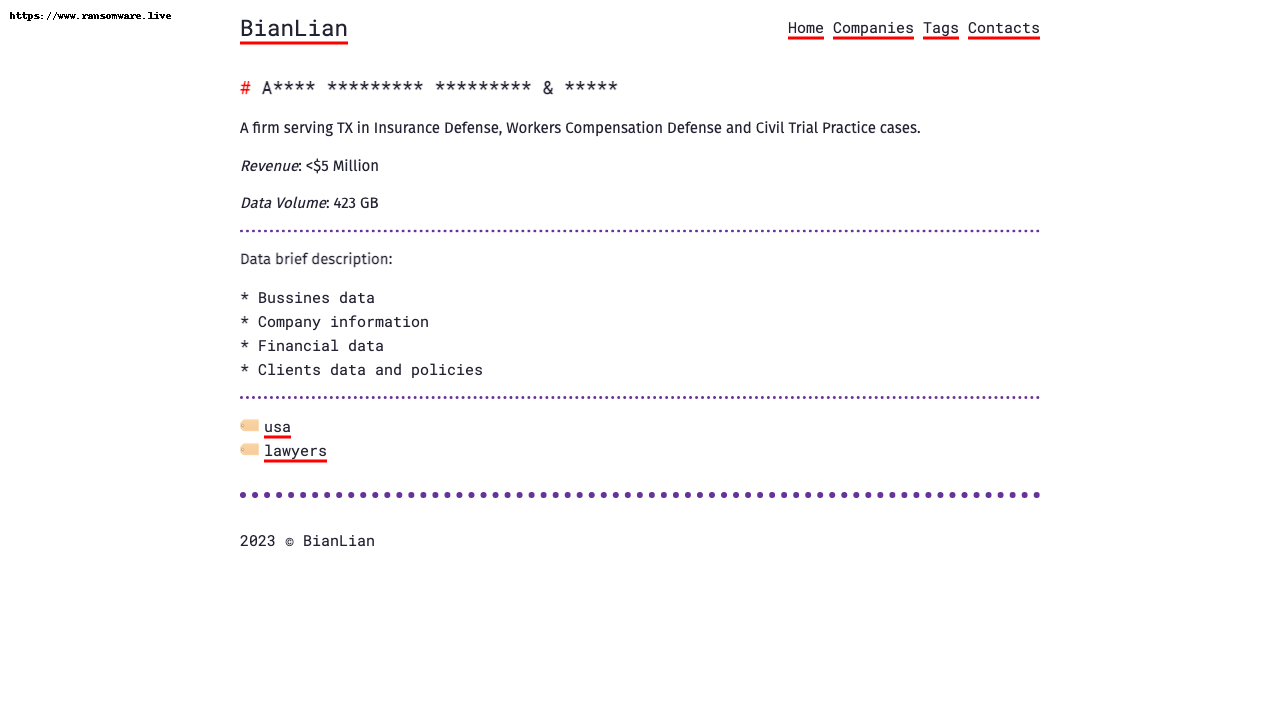 https://www.ransomware.live
BianLian
Home Companies Tags Contacts
# A**** ********* ********* & *****
A firm serving TX in Insurance Defense, Workers Compensation Defense and Civil Trial Practice cases.
Revenue: <$5 Million
Data Volume: 423 GB
Data brief description:
* Bussines data
* Company information
* Financial data
* Clients data and policies
usa
lawyers
2023 © BianLian